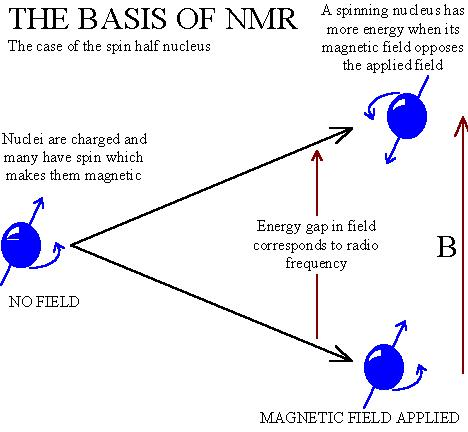 THE BASIS OF NMR
The case of the spin half nucleus
A spinning nucleus has
more energy when its
magnetic field opposes
the applied field
Nuclei are charged and
many have spin which
makes them magnetic
Energy gap in field
corresponds to radio
frequency
B
NO FIELD
MAGNETIC FIELD APPLIED